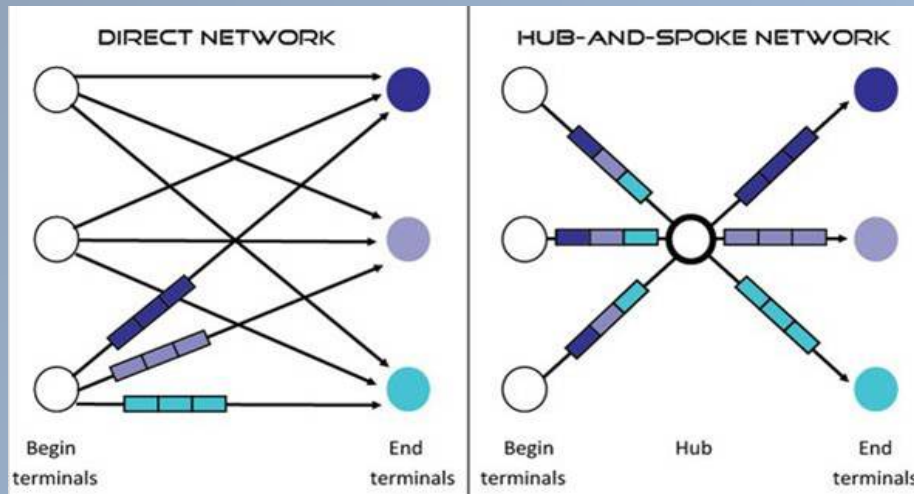 DIRECT NETWORK
Begin
terminals
End
terminals
HUB-AND-SPOKE NETWORK
Begin
terminals
Hub
End
terminals